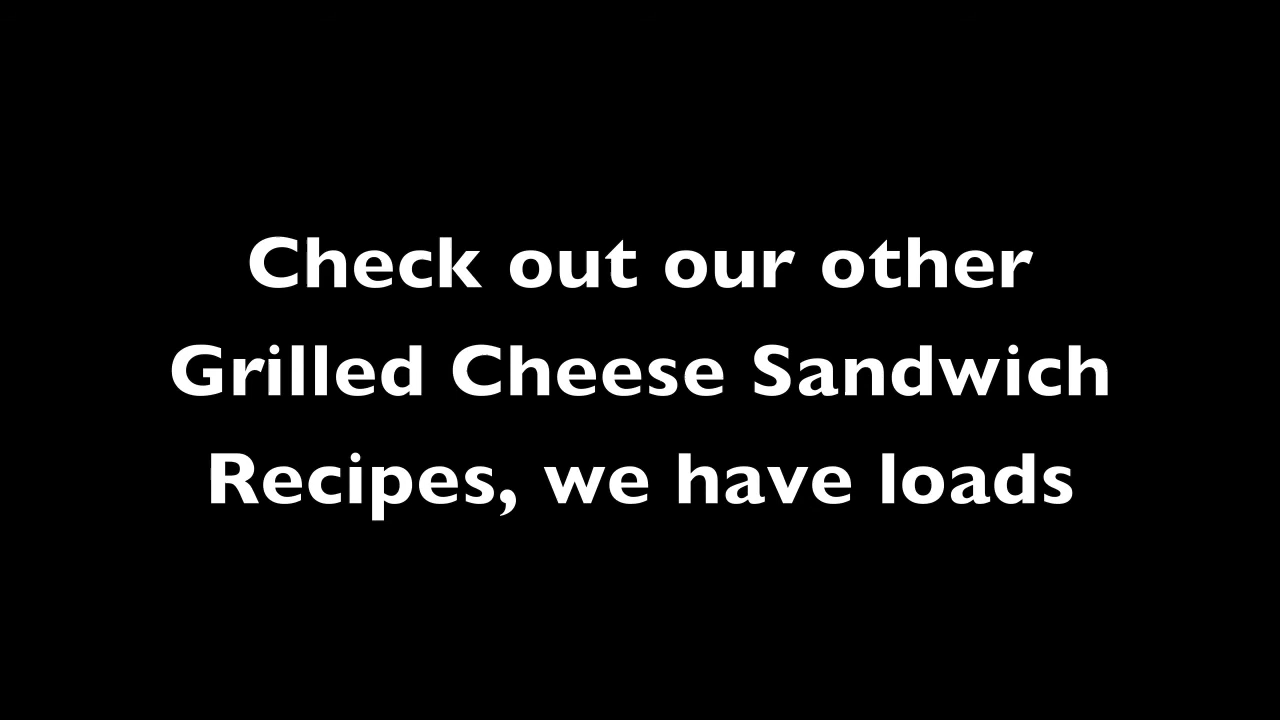 Check out our other
Grilled Cheese Sandwich
Recipes, we have loads